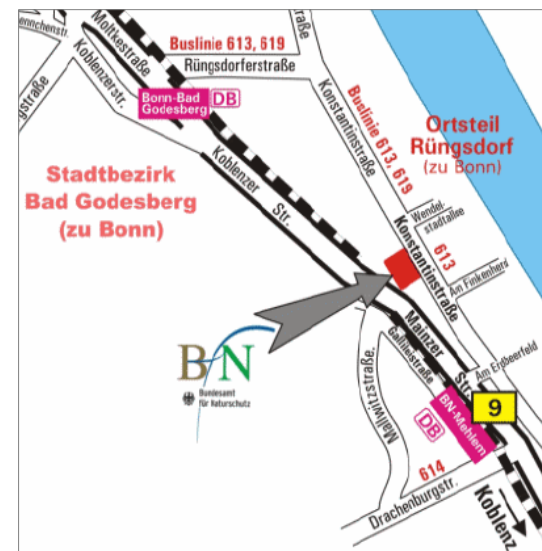 Moltkestraße
Koblenzerstr.
Buslinie 613, 619
Rüngsdorferstraße
Bonn-Bad
Godesberg
DB
Konstantinstraße
Buslinie 613, 619
Ortsteil
Rüngsdorf
(zu Bonn)
Stadtbezirk
Bad Godesberg
(zu Bonn)
Koblenzer
Str.
Wendel-
stadtallee
613
Konstantinstraße
Am Finkenherd
Mainzer
Str.
Galileistraße
Am Erdbeerfeld
BfN
Bundesamt
für Naturschutz
Mallwitzstraße.
9
BN-Mehlem
DB
614
Drachenburgstr.
Koblenz